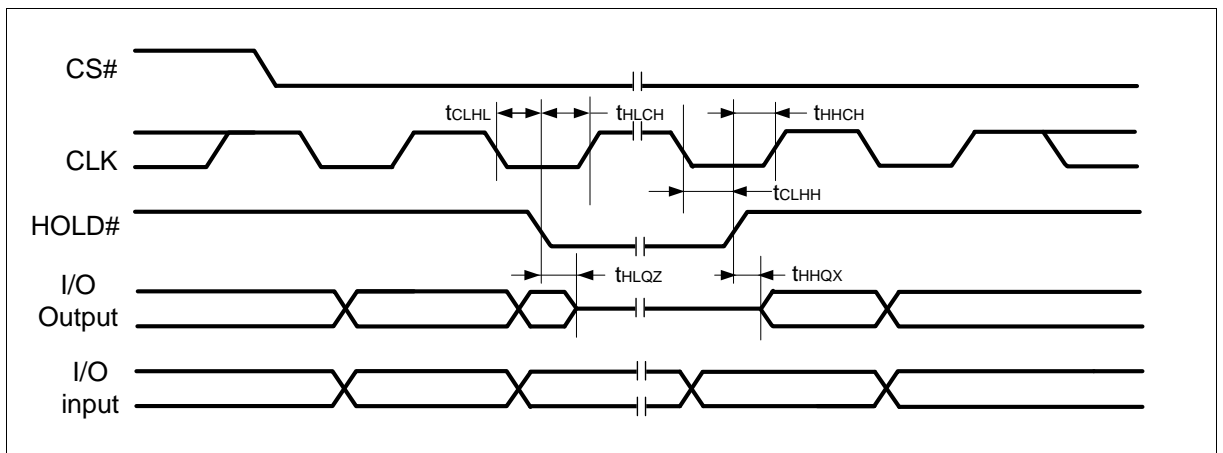 CS#
tCLHL
tHLCH
tHHCH
CLK
tCLHH
HOLD#
I/O
Output
tHLQZ
tHHQX
I/O
input